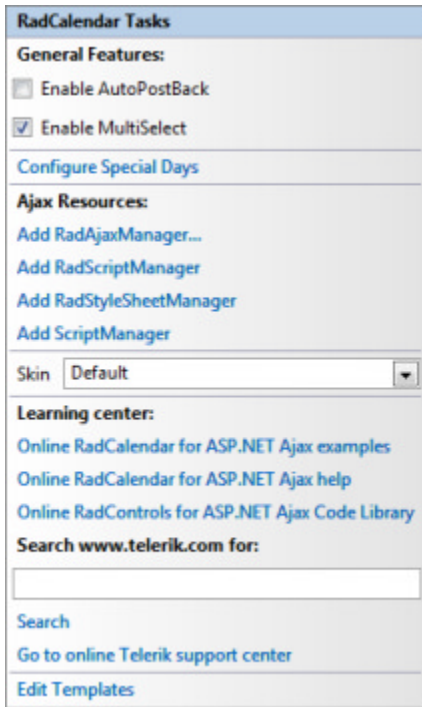 RadCalendar Tasks
General Features:
Enable AutoPostBack
Enable MultiSelect
Configure Special Days
Ajax Resources:
Add RadAjaxManager...
Add RadScriptManager
Add RadStyleSheetManager
Add ScriptManager
Skin Default
Learning center:
Online RadCalendar for ASP.NET Ajax examples
Online RadCalendar for ASP.NET Ajax help
Online RadControls for ASP.NET Ajax Code Library
Search www.telerik.com for:
Search
Go to online Telerik support center
Edit Templates